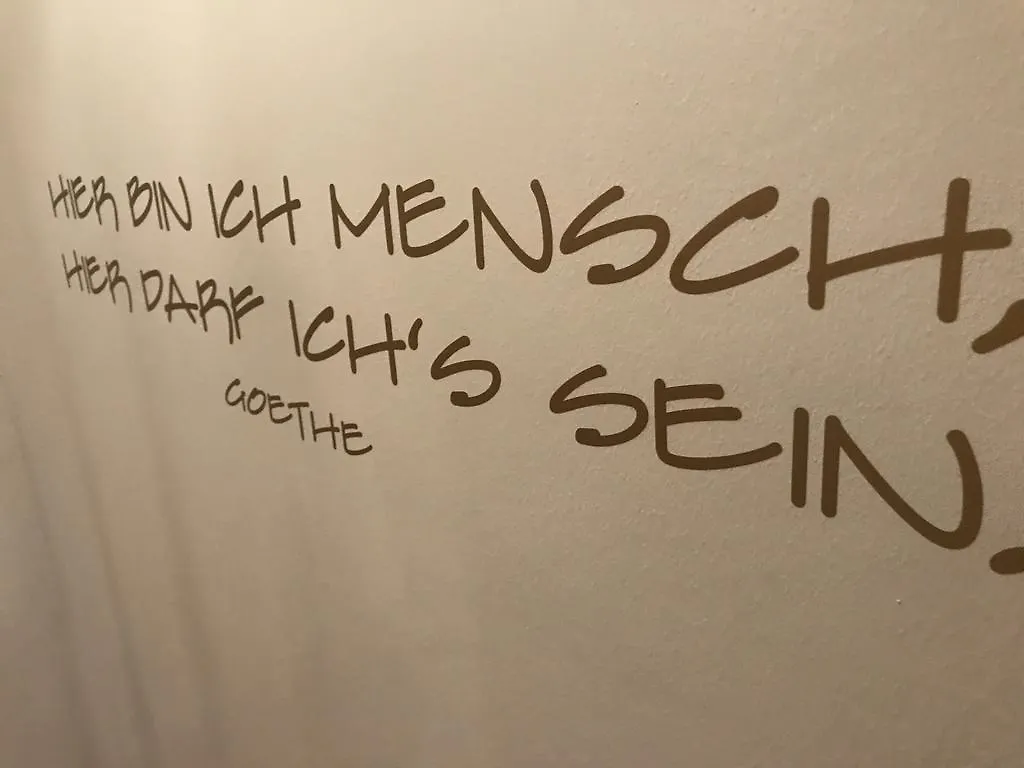 HIER BIN ICH MENSCH,
HIER DARF ICH'S SEIN.
GOETHE